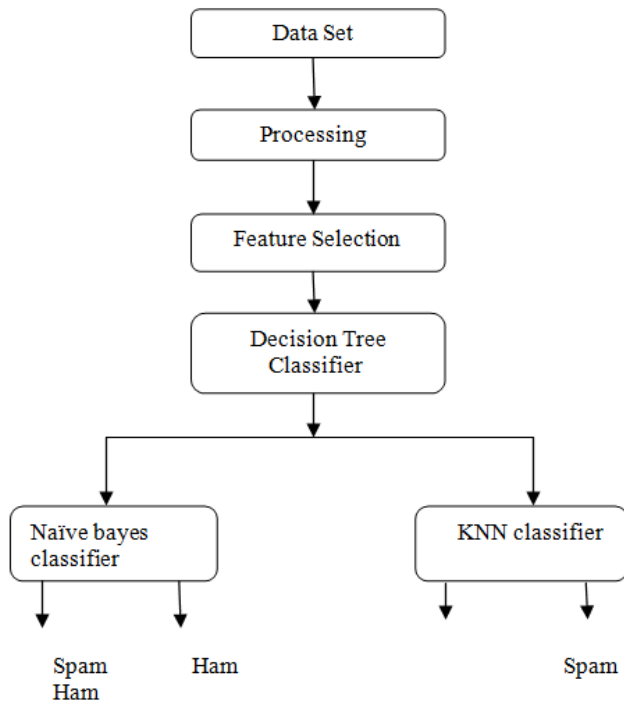 Data Set
Processing
Feature Selection
Decision Tree
Classifier
Naïve bayes
classifier
KNN classifier
Spam
Ham
Ham
Spam